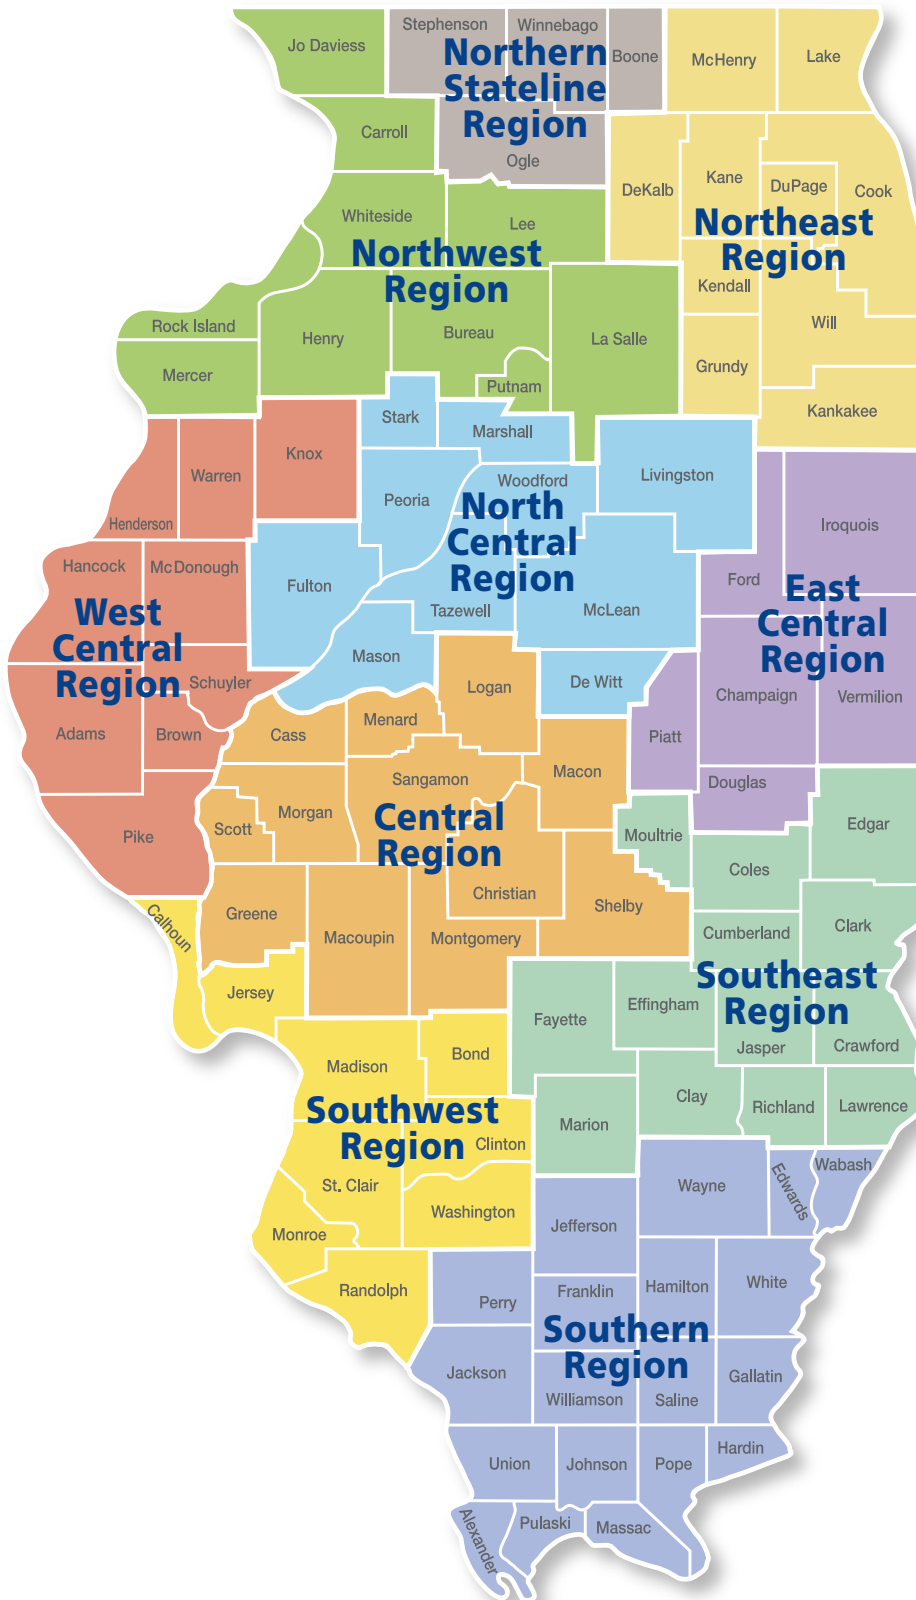 Stephenson
Winnebago
Jo Daviess
Boone
McHenry
Lake
Northern
Stateline
Region
Carroll
Ogle
DeKalb
Kane
DuPage
Cook
Whiteside
Lee
Northeast
Region
Northwest
Region
Kendall
Rock Island
Henry
Bureau
La Salle
Will
Mercer
Putnam
Grundy
Kankakee
Stark
Marshall
Knox
Warren
Peoria
Woodford
Livingston
Henderson
North
Central
Region
Iroquois
Hancock
McDonough
Fulton
Ford
East
Central
Region
West
Central
Region
Tazewell
McLean
Mason
Schuyler
Logan
De Witt
Champaign
Vermilion
Adams
Brown
Cass
Menard
Piatt
Sangamon
Macon
Douglas
Scott
Morgan
Central
Region
Moultrie
Edgar
Pike
Coles
Christian
Shelby
Greene
Calhoun
Macoupin
Montgomery
Cumberland
Clark
Southeast
Region
Jersey
Fayette
Effingham
Jasper
Crawford
Madison
Bond
Southwest
Region
Clay
Richland
Lawrence
Marion
Clinton
St. Clair
Wayne
Edwards
Wabash
Washington
Monroe
Jefferson
Randolph
Perry
Franklin
Hamilton
White
Southern
Region
Jackson
Williamson
Saline
Gallatin
Union
Johnson
Pope
Hardin
Alexander
Pulaski
Massac